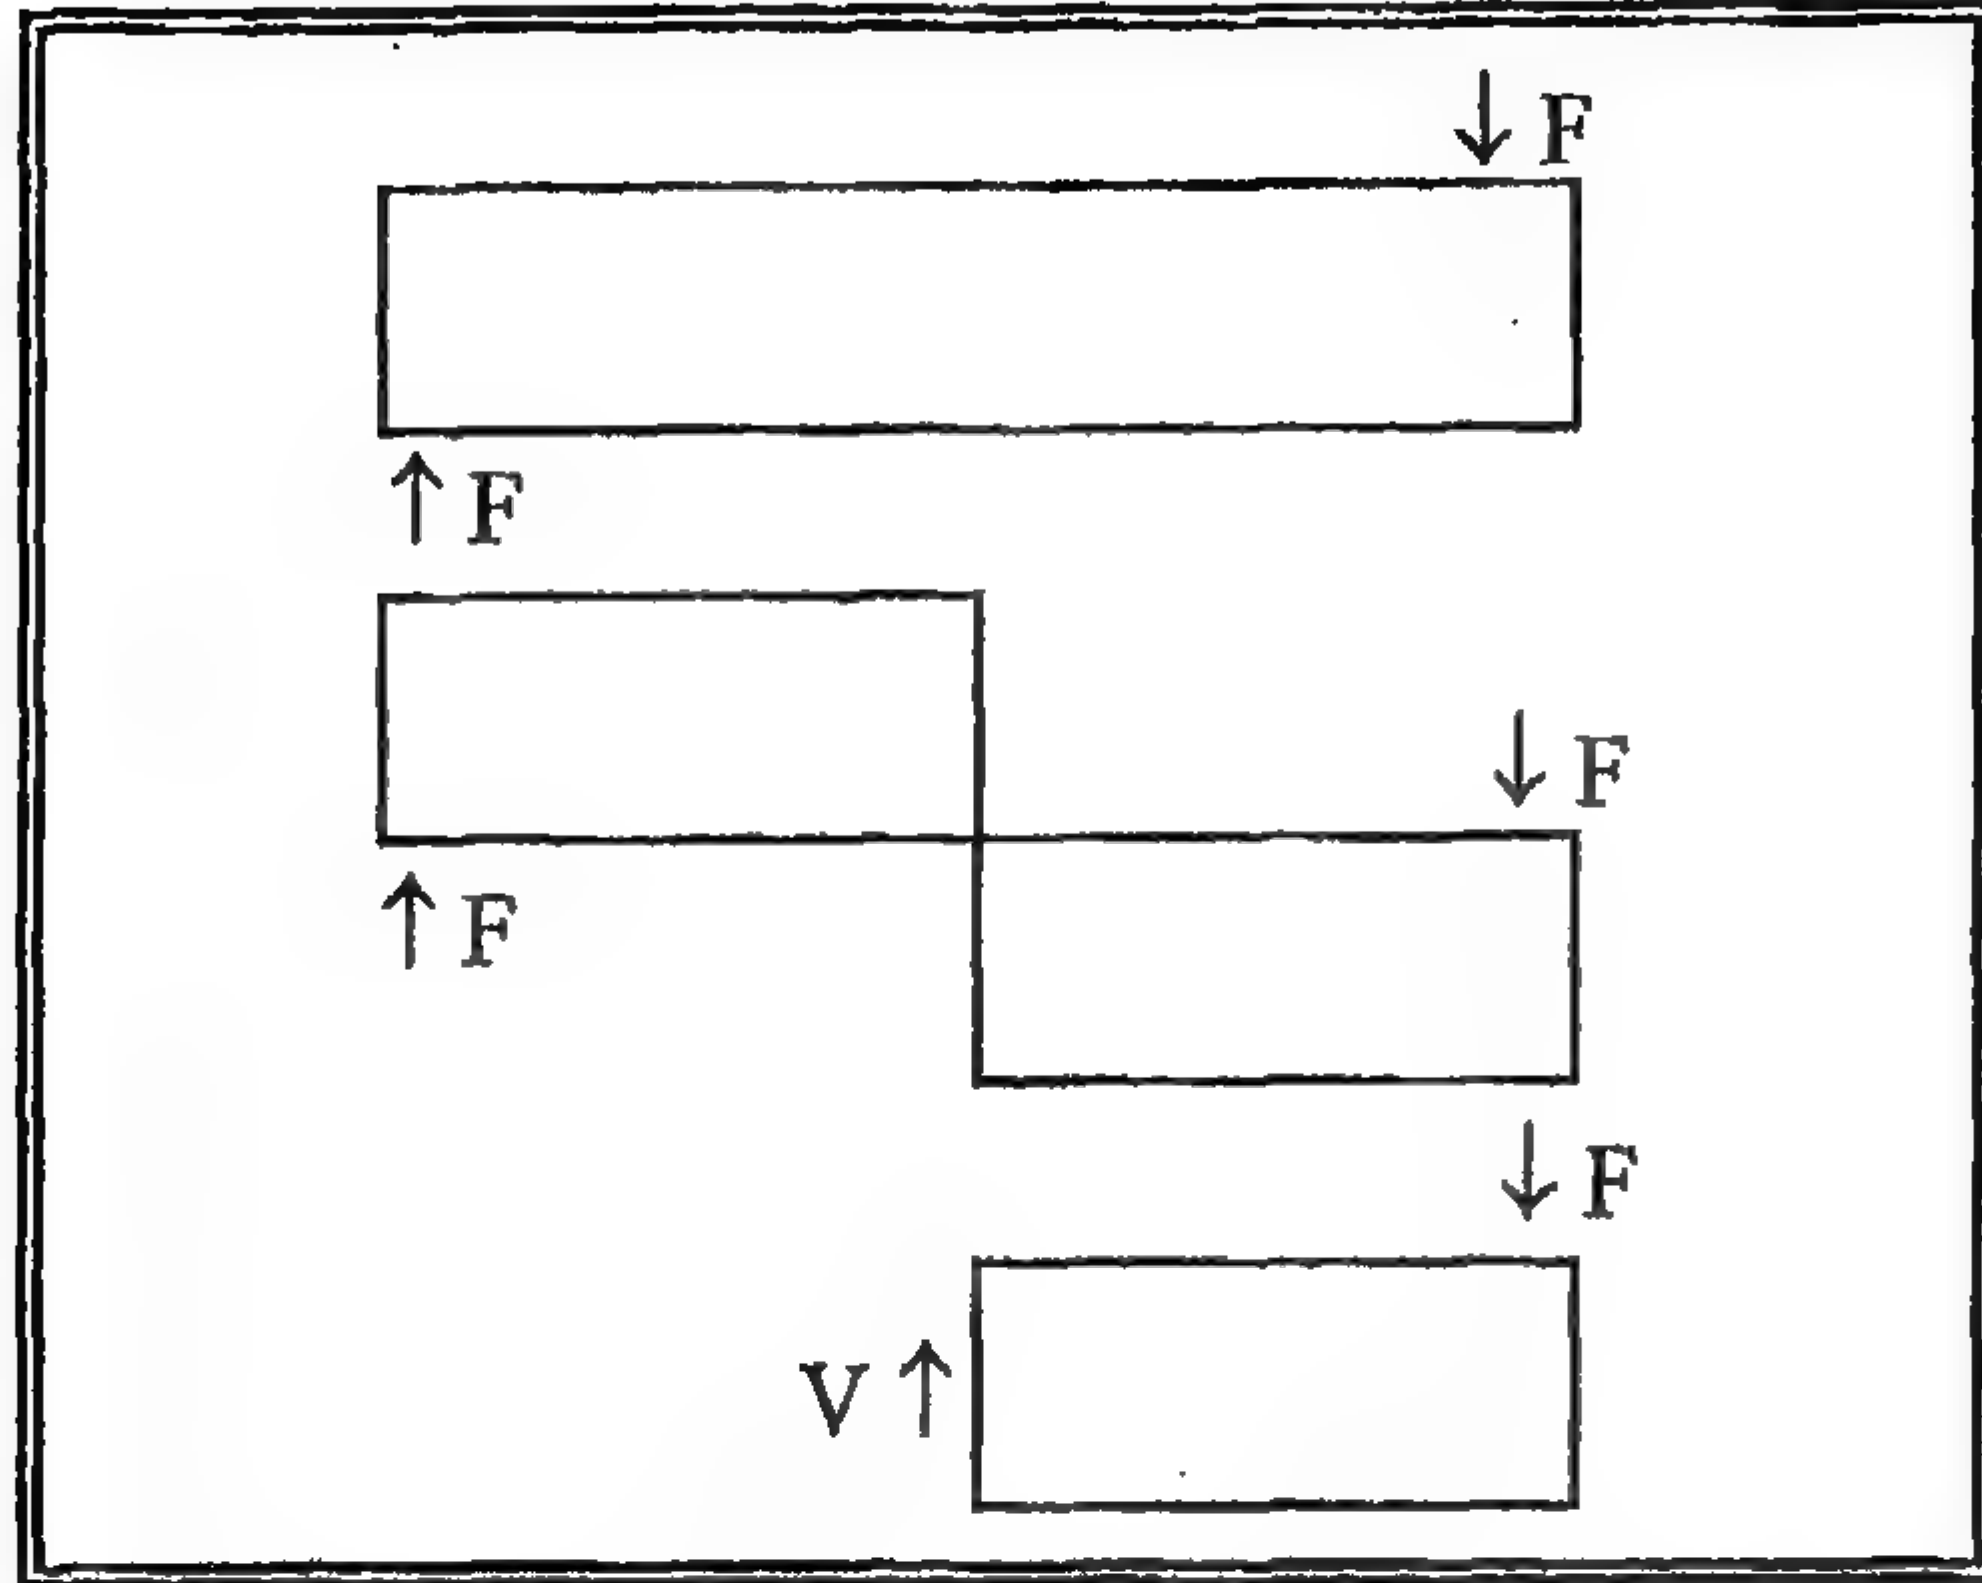 ↓ F
↑ F
↓ F
↑ F
↓ F
V ↑